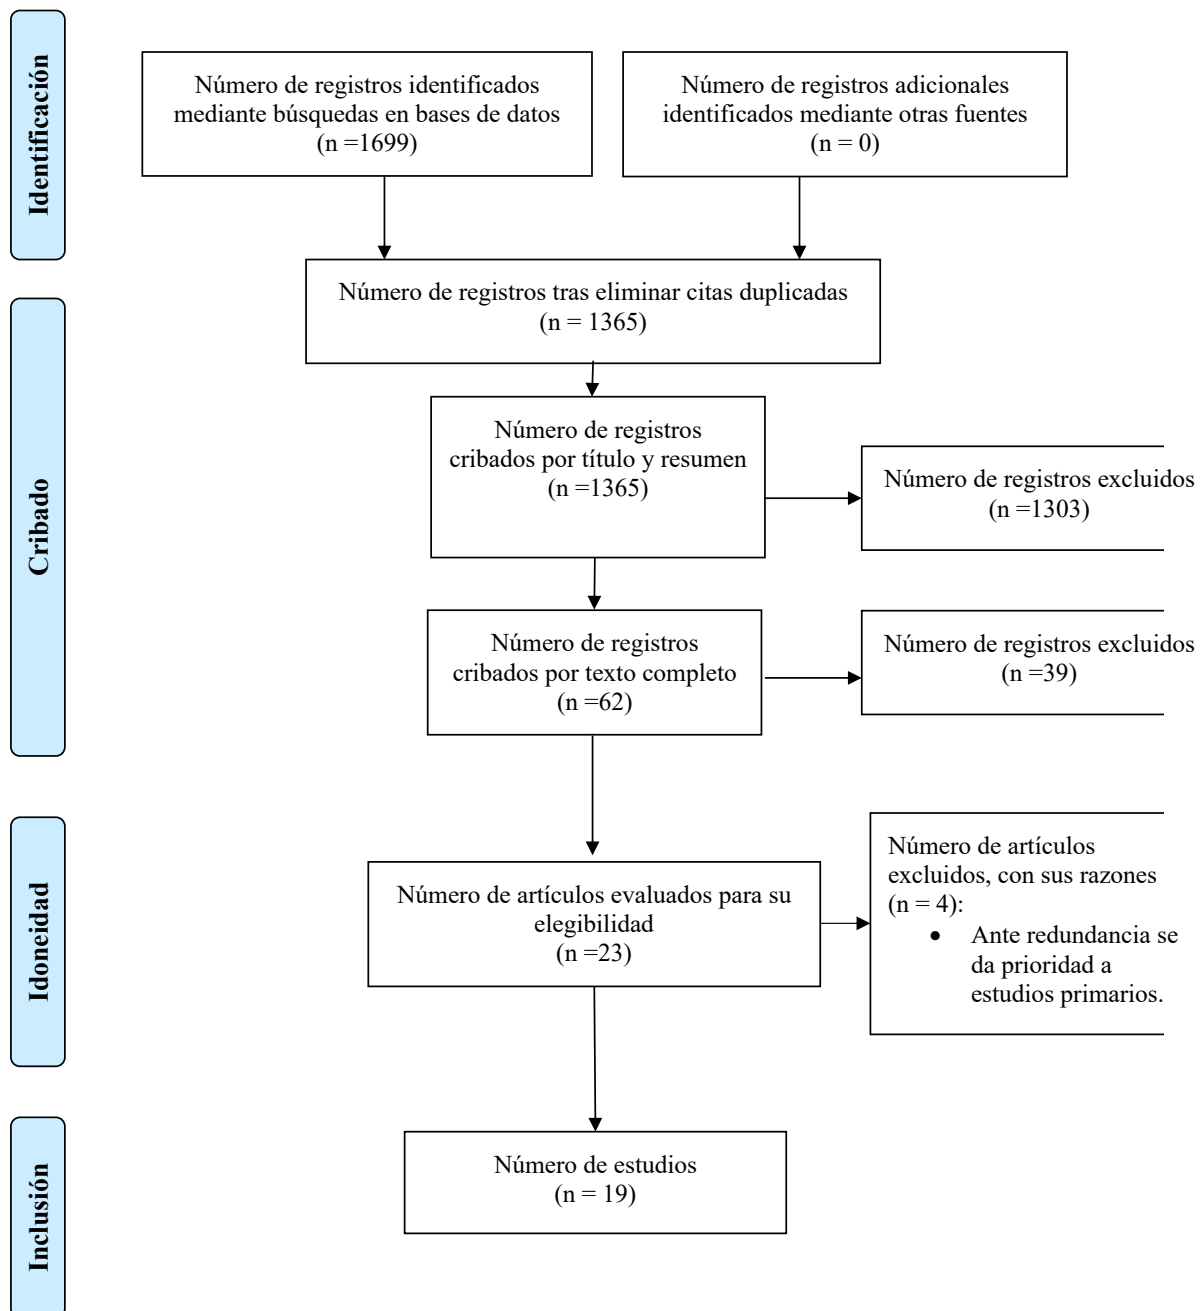 Identificación
Número de registros identificados
mediante búsquedas en bases de datos
(n =1699)
Número de registros adicionales
identificados mediante otras fuentes
(n = 0)
Número de registros tras eliminar citas duplicadas
(n = 1365)
Cribado
Número de registros
cribados por título y resumen
(n =1365)
Número de registros excluidos
(n =1303)
Número de registros
cribados por texto completo
(n =62)
Número de registros excluidos
(n =39)
Idoneidad
Número de artículos evaluados para su
elegibilidad
(n =23)
Número de artículos
excluidos, con sus razones
(n = 4):
• Ante redundancia se
da prioridad a
estudios primarios.
Inclusión
Número de estudios
(n = 19)